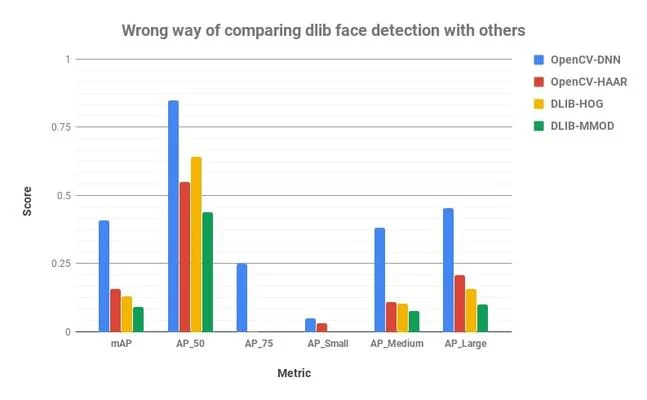 Wrong way of comparing dlib face detection with others
OpenCV-DNN
OpenCV-HAAR
DLIB-HOG
DLIB-MMOD
Score
1
0.75
0.5
0.25
0
mAP AP_50 AP_75 AP_Small AP_Medium AP_Large
Metric